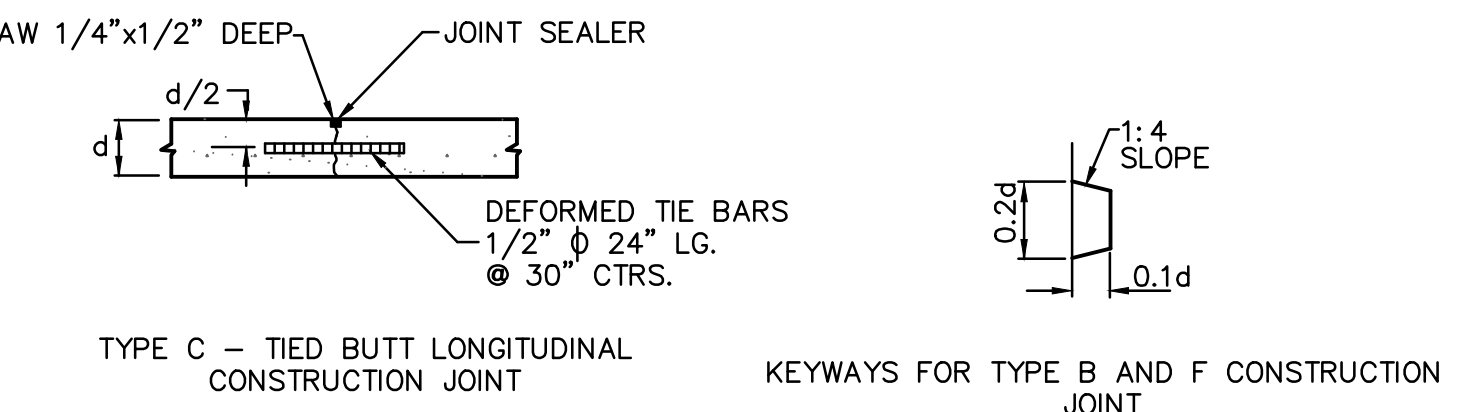 AW 1/4"x1/2" DEEP
JOINT SEALER
d/2
d
DEFORMED TIE BARS
1/2" ϕ 24" LG.
@ 30" CTRS.
TYPE C – TIED BUTT LONGITUDINAL
CONSTRUCTION JOINT
1:4
SLOPE
0.2d
0.1d
KEYWAYS FOR TYPE B AND F CONSTRUCTION
JOINT